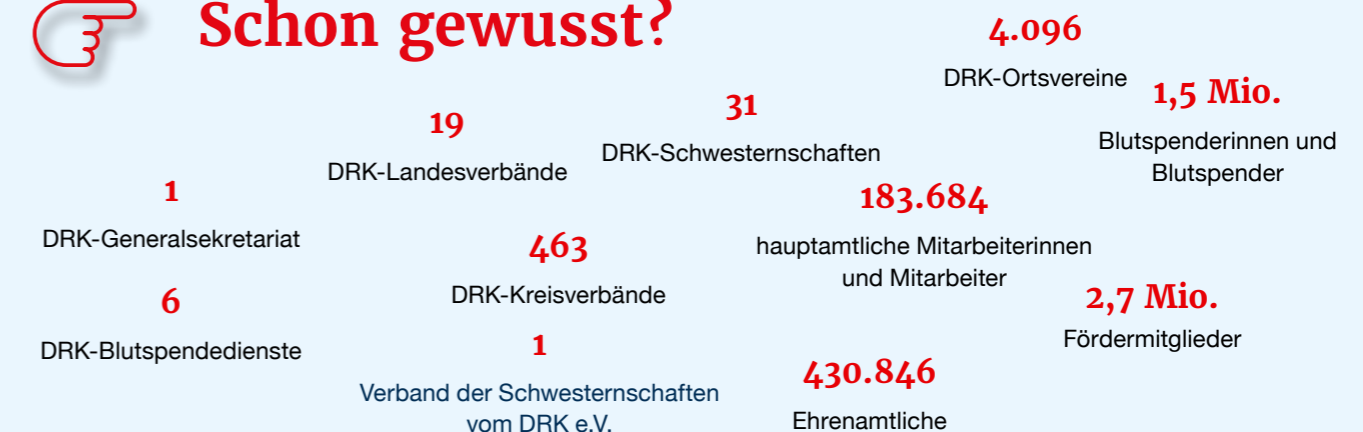 Schon gewusst?
4.096
DRK-Ortsvereine
1,5 Mio.
Blutspenderinnen und
Blutspender
31
DRK-Schwesternschaften
19
DRK-Landesverbände
1
DRK-Generalsekretariat
183.684
hauptamtliche Mitarbeiterinnen
und Mitarbeiter
463
DRK-Kreisverbände
2,7 Mio.
Fördermitglieder
6
DRK-Blutspendedienste
1
Verband der Schwesternschaften
vom DRK e.V.
430.846
Ehrenamtliche